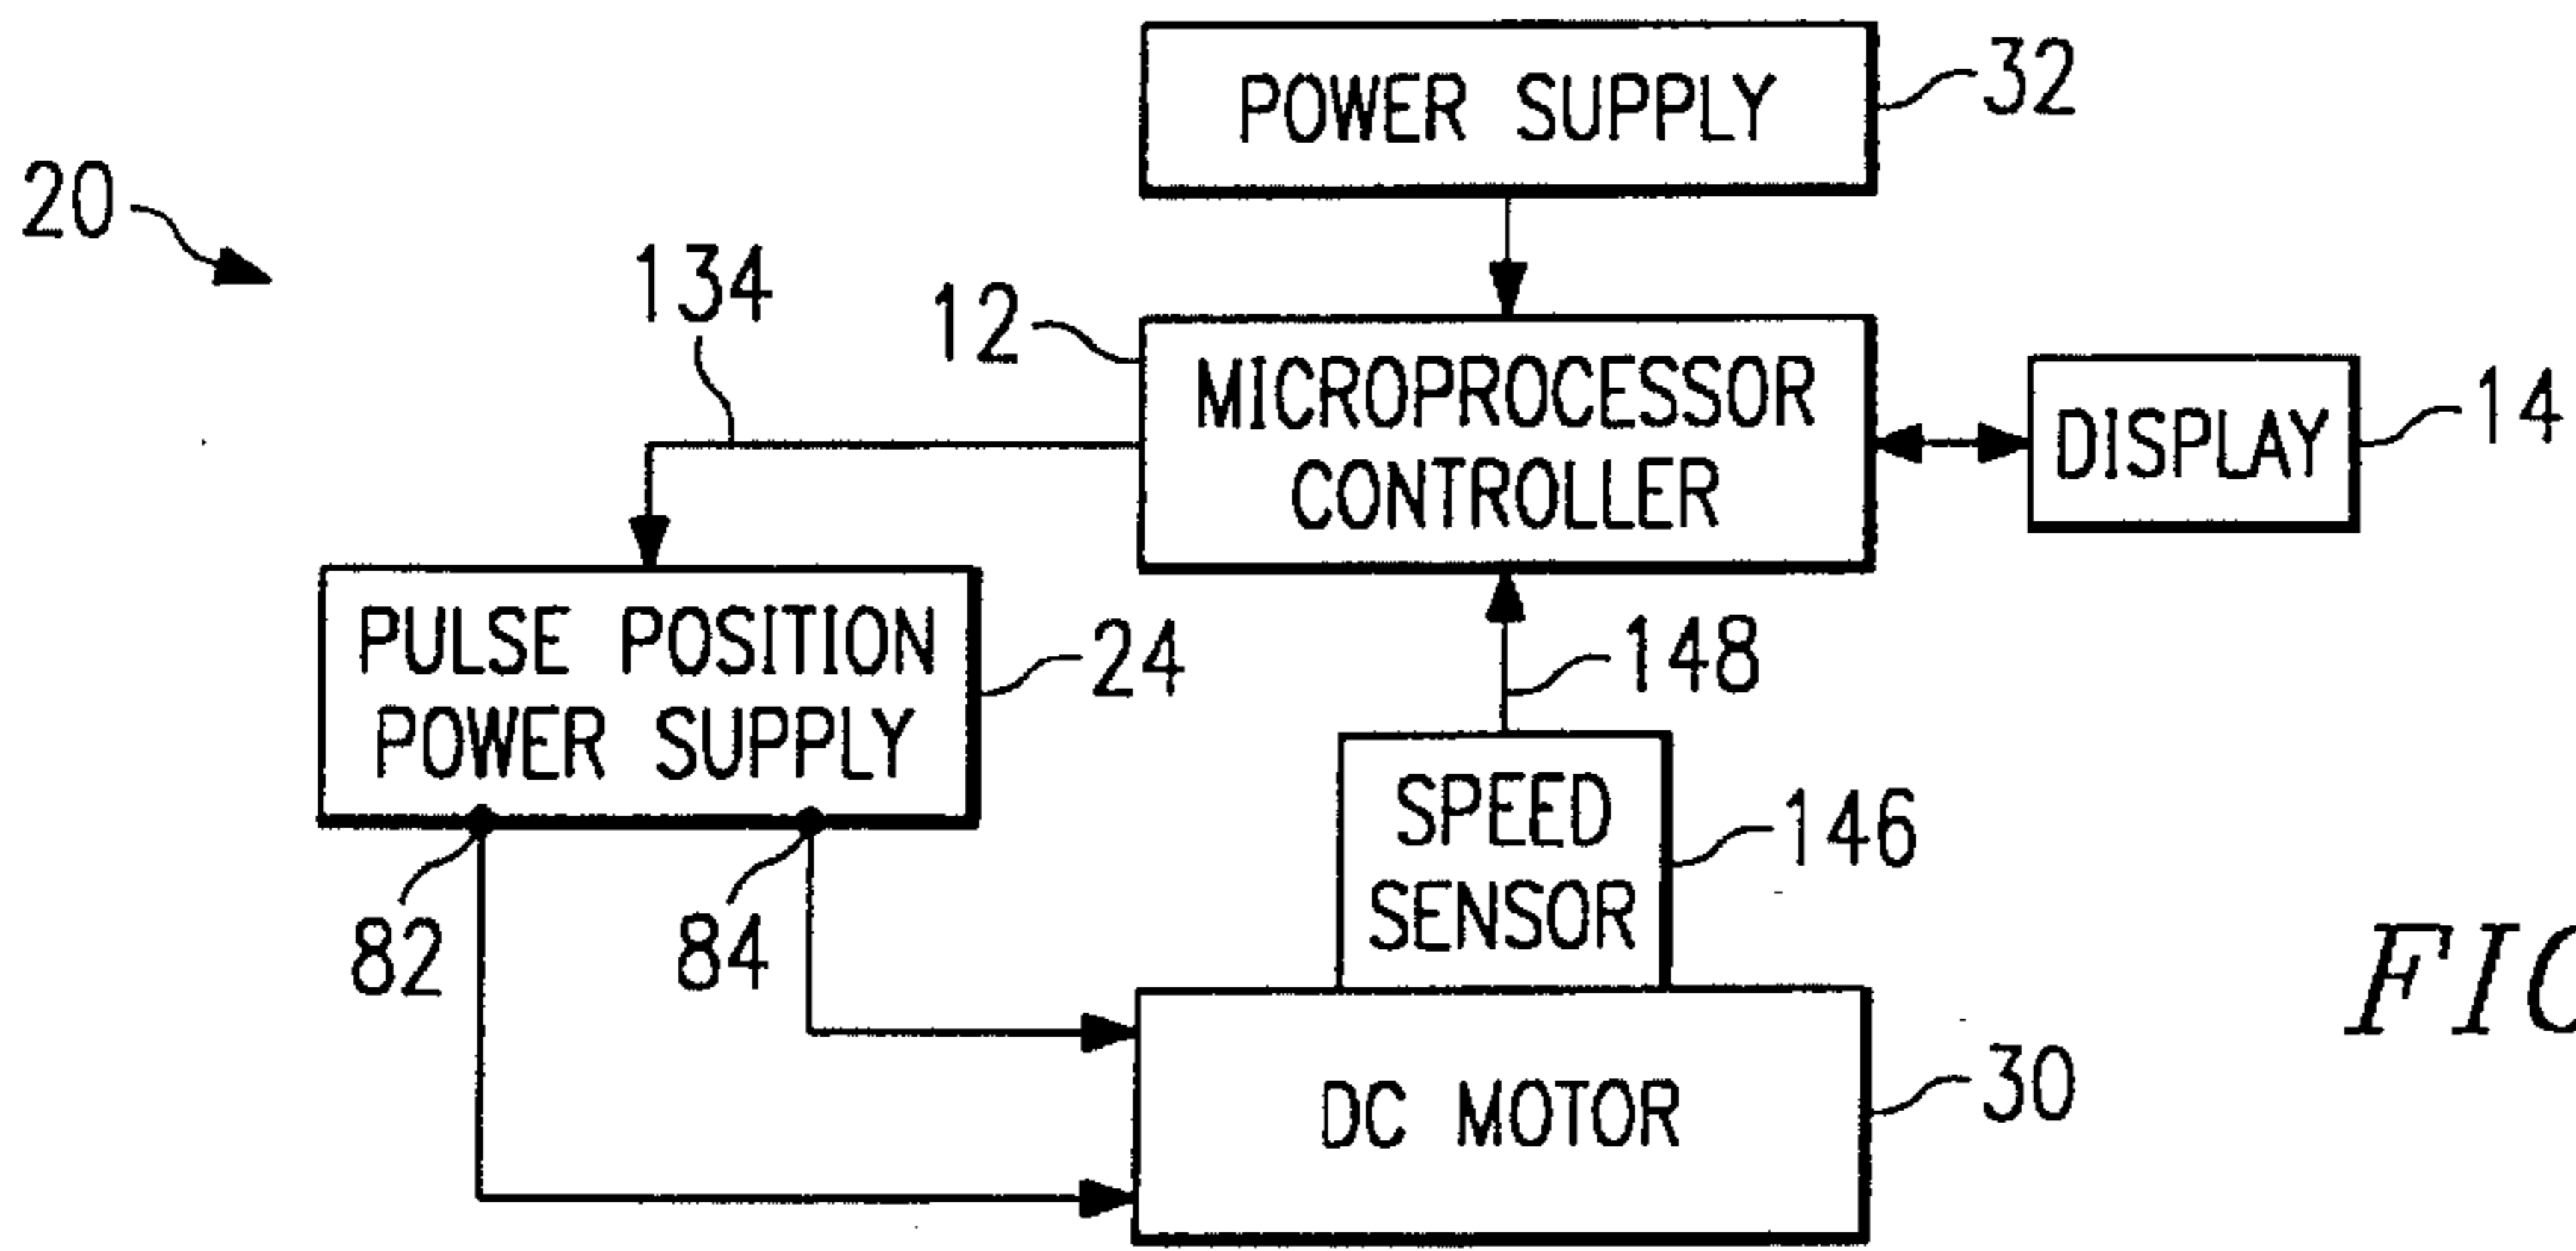 POWER SUPPLY
32
20
134
12
MICROPROCESSOR
CONTROLLER
DISPLAY
14
PULSE POSITION
POWER SUPPLY
24
148
SPEED
SENSOR
146
82
84
DC MOTOR
30